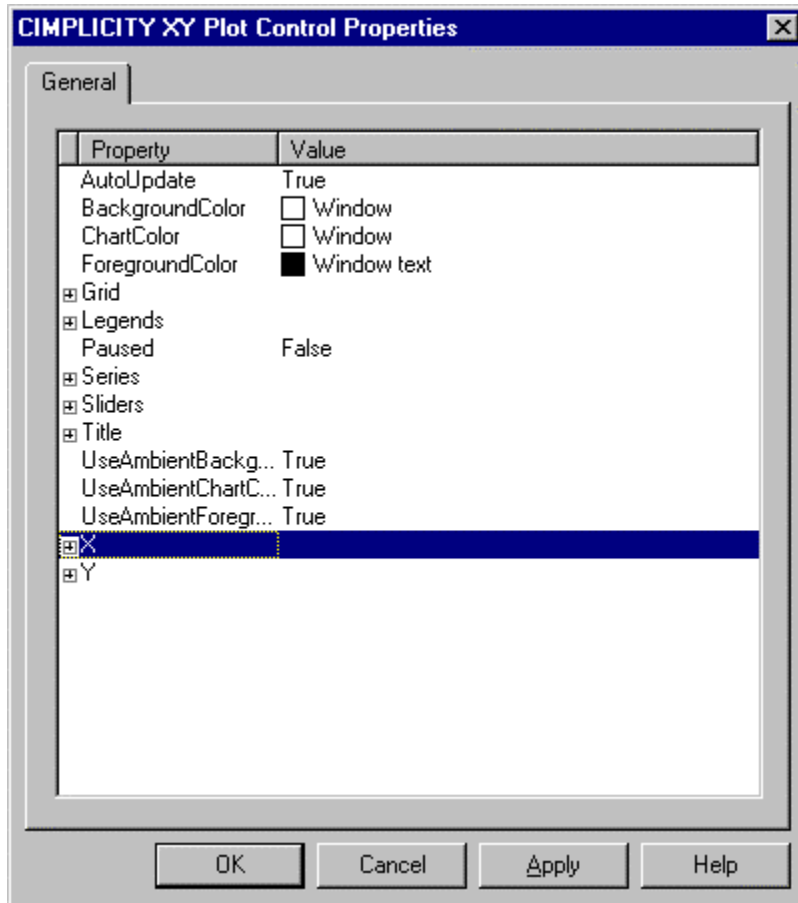 CIMPLICITY XY Plot Control Properties
General
Property Value
AutoUpdate True
BackgroundColor Window
ChartColor Window
ForegroundColor Window text
Grid
Legends
Paused False
Series
Sliders
Title
UseAmbientBackg... True
UseAmbientChartC... True
UseAmbientForegr... True
X
Y
OK Cancel Apply Help